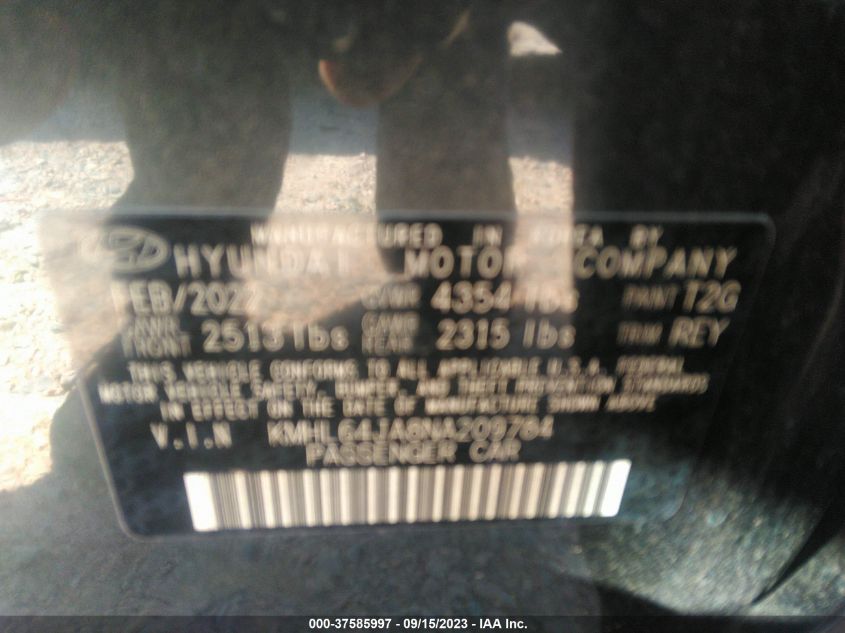 MANUFACTURED IN KOREA BY
HYUNDAI MOTOR COMPANY
FEB/2022 GVWR 4354 lbs PAINT T2G
GAWR FRONT 2513 lbs GAWR REAR 2315 lbs TRIM REY
THIS VEHICLE CONFORMS TO ALL APPLICABLE U.S.A. FEDERAL
MOTOR VEHICLE SAFETY, BUMPER, AND THEFT PREVENTION STANDARDS
IN EFFECT ON THE DATE OF MANUFACTURE SHOWN ABOVE
V.I.N KMHL64JA8NA209784
PASSENGER CAR
000-37585997 - 09/15/2023 - IAA Inc.